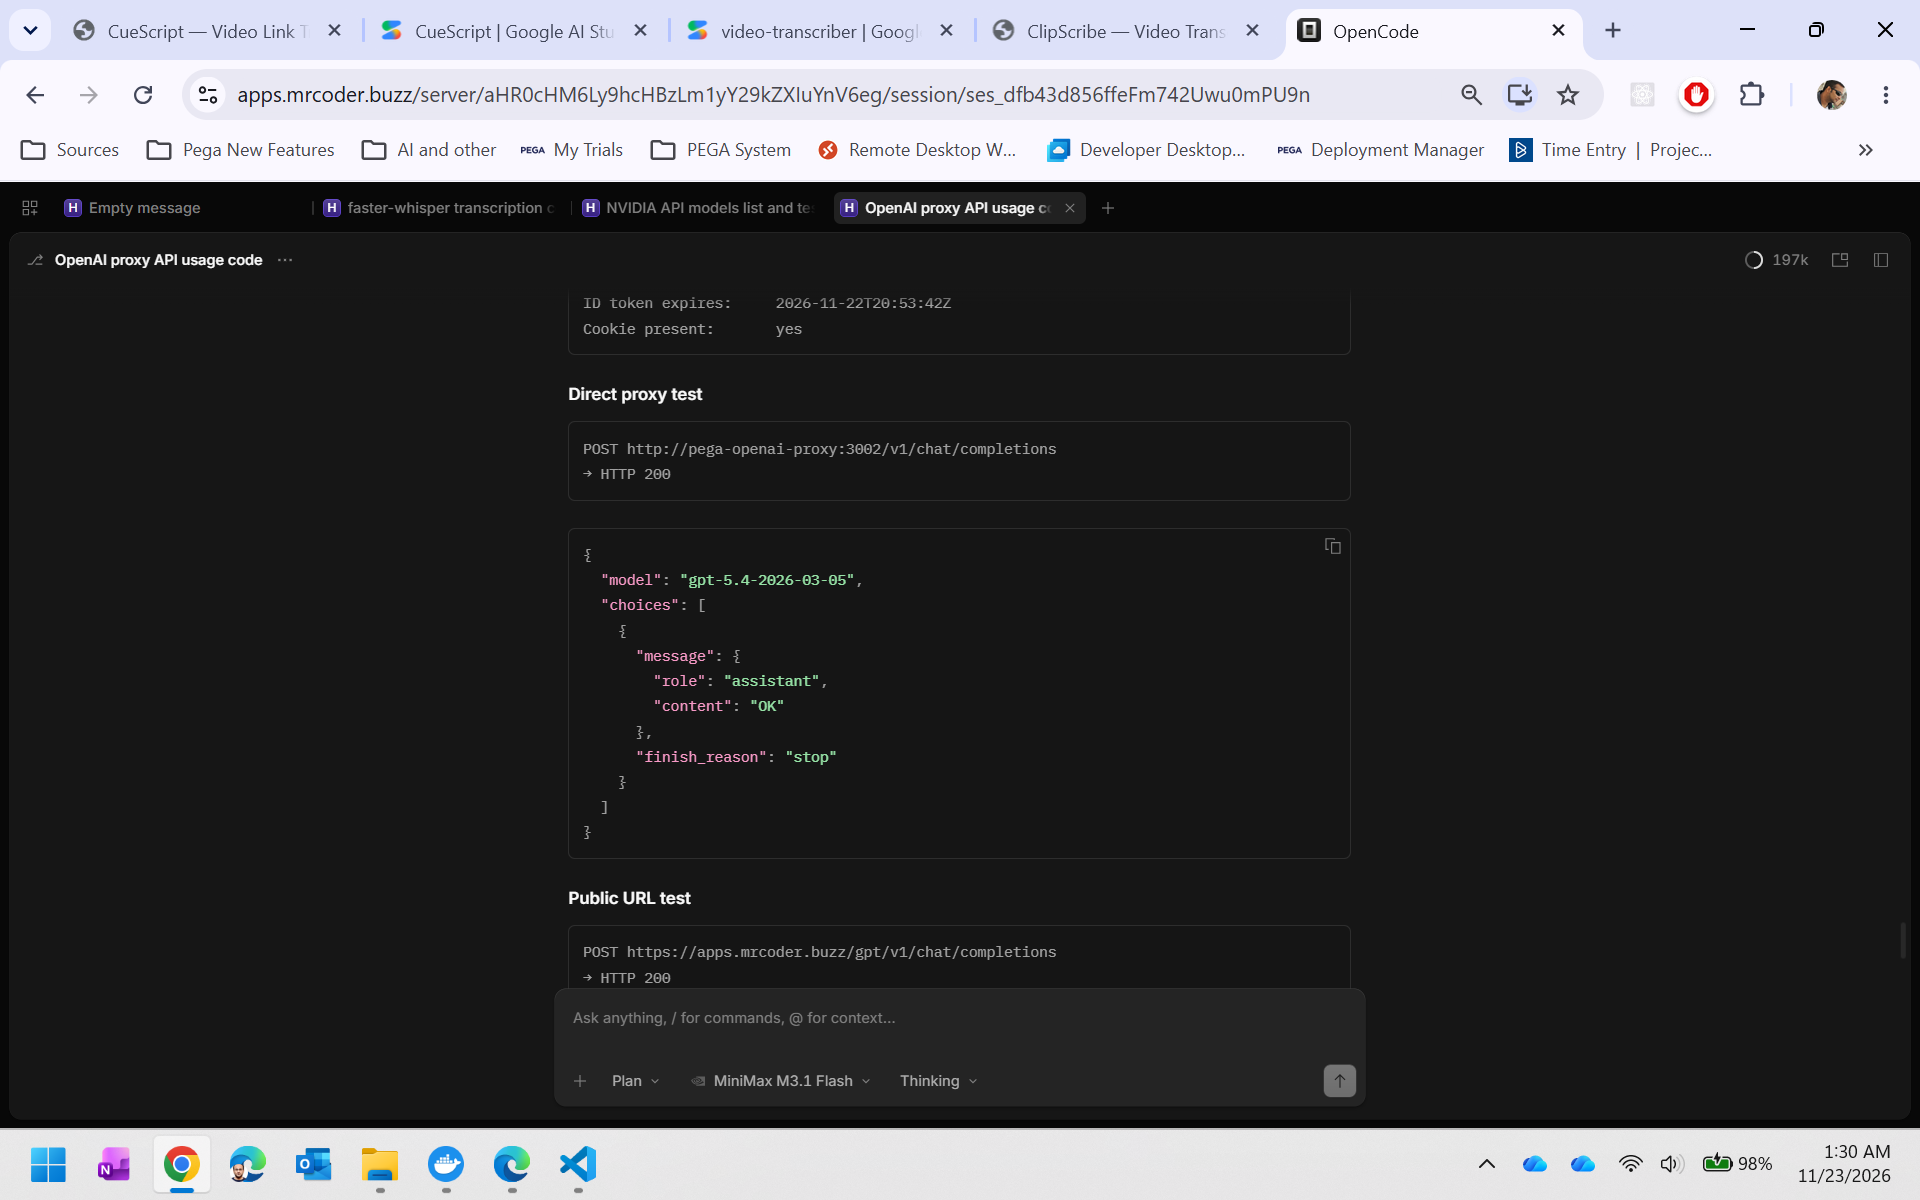 CueScript — Video Link T
CueScript | Google AI Stu
video-transcriber | Googl
ClipScribe — Video Trans
OpenCode
apps.mrcoder.buzz/server/aHR0cHM6Ly9hcHBzLm1yY29kZXIuYnV6eg/session/ses_dfb43d856ffeFm742Uwu0mPU9n
Sources
Pega New Features
AI and other
PEGA My Trials
PEGA System
Remote Desktop W...
Developer Desktop...
PEGA Deployment Manager
Time Entry | Projec...
H Empty message
H faster-whisper transcription c
H NVIDIA API models list and te
H OpenAI proxy API usage co
OpenAI proxy API usage code
197k
ID token expires: 2026-11-22T20:53:42Z
Cookie present: yes
Direct proxy test
POST http://pega-openai-proxy:3002/v1/chat/completions
→ HTTP 200
{
"model": "gpt-5.4-2026-03-05",
"choices": [
{
"message": {
"role": "assistant",
"content": "OK"
},
"finish_reason": "stop"
}
]
}
Public URL test
POST https://apps.mrcoder.buzz/gpt/v1/chat/completions
→ HTTP 200
Ask anything, / for commands, @ for context...
Plan
MiniMax M3.1 Flash
Thinking
98%
1:30 AM
11/23/2026